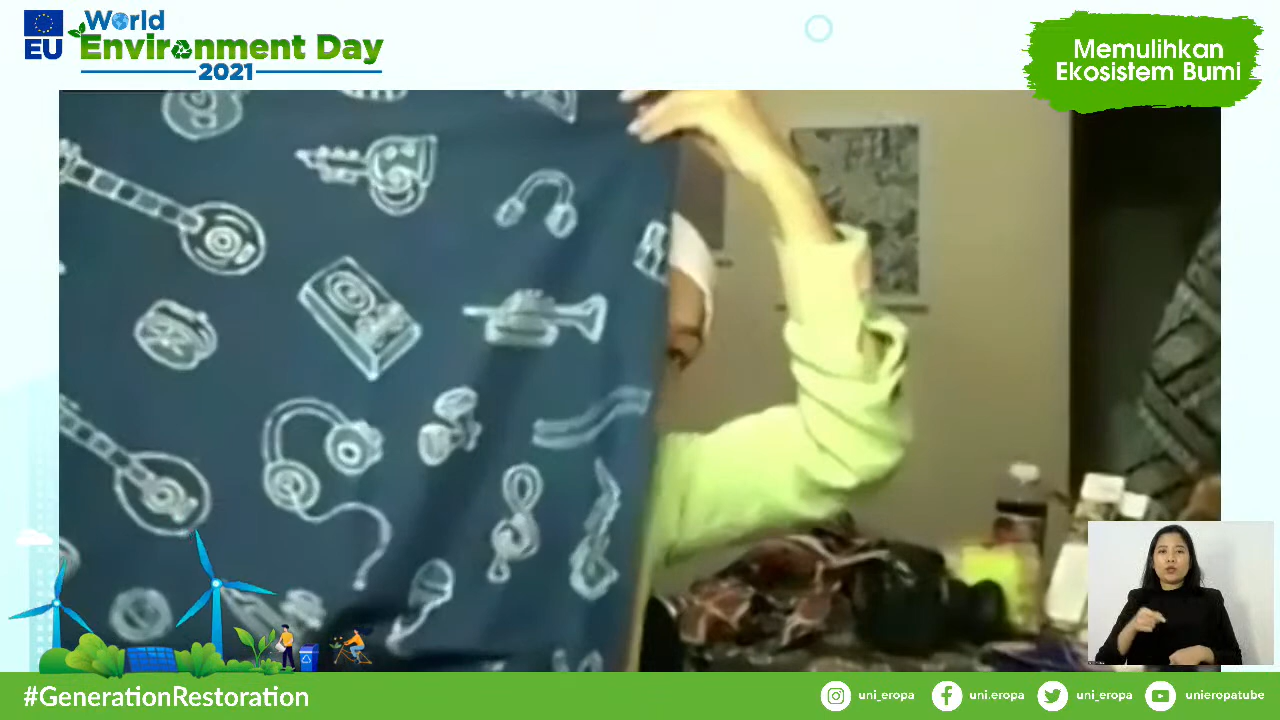 EU
World
Environment Day
2021
Memulihkan
Ekosistem Bumi
#GenerationRestoration
uni_eropa
uni.eropa
uni_eropa
unieropatube